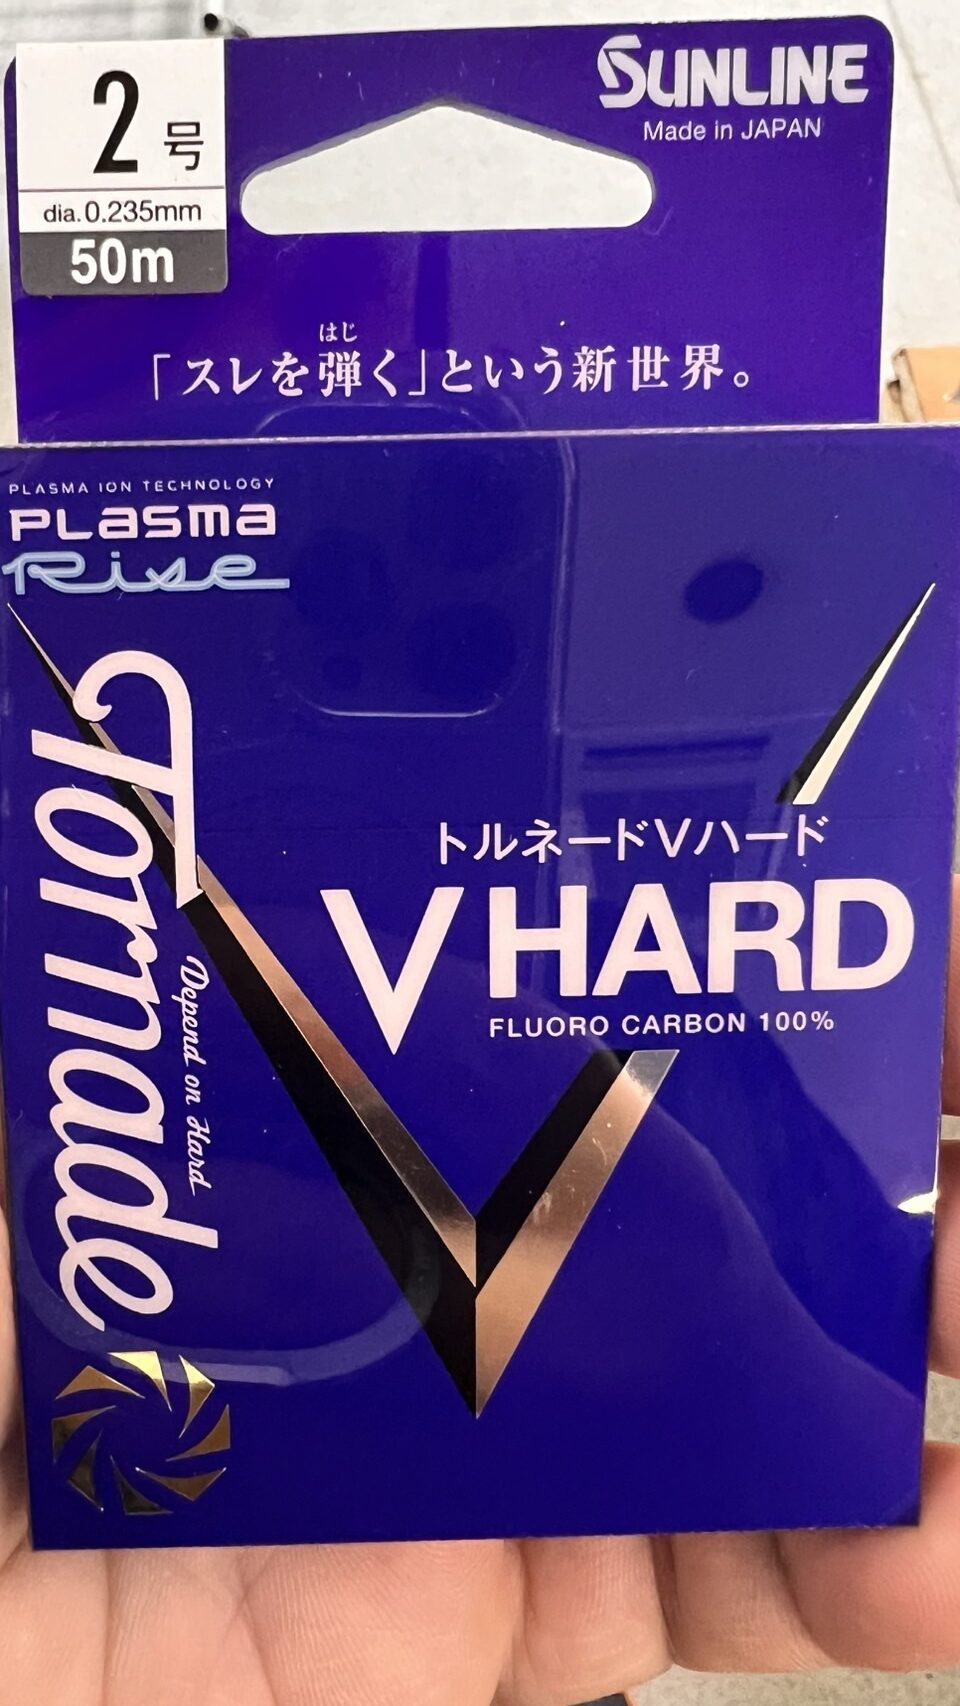 2号
dia.0.235mm
50m
SUNLINE
Made in JAPAN
はじ
「スレを弾く」という新世界。
PLASMA ION TECHNOLOGY
PLasma
Rise
Tornade
Depend on Hard
トルネードVハード
V HARD
FLUORO CARBON 100%